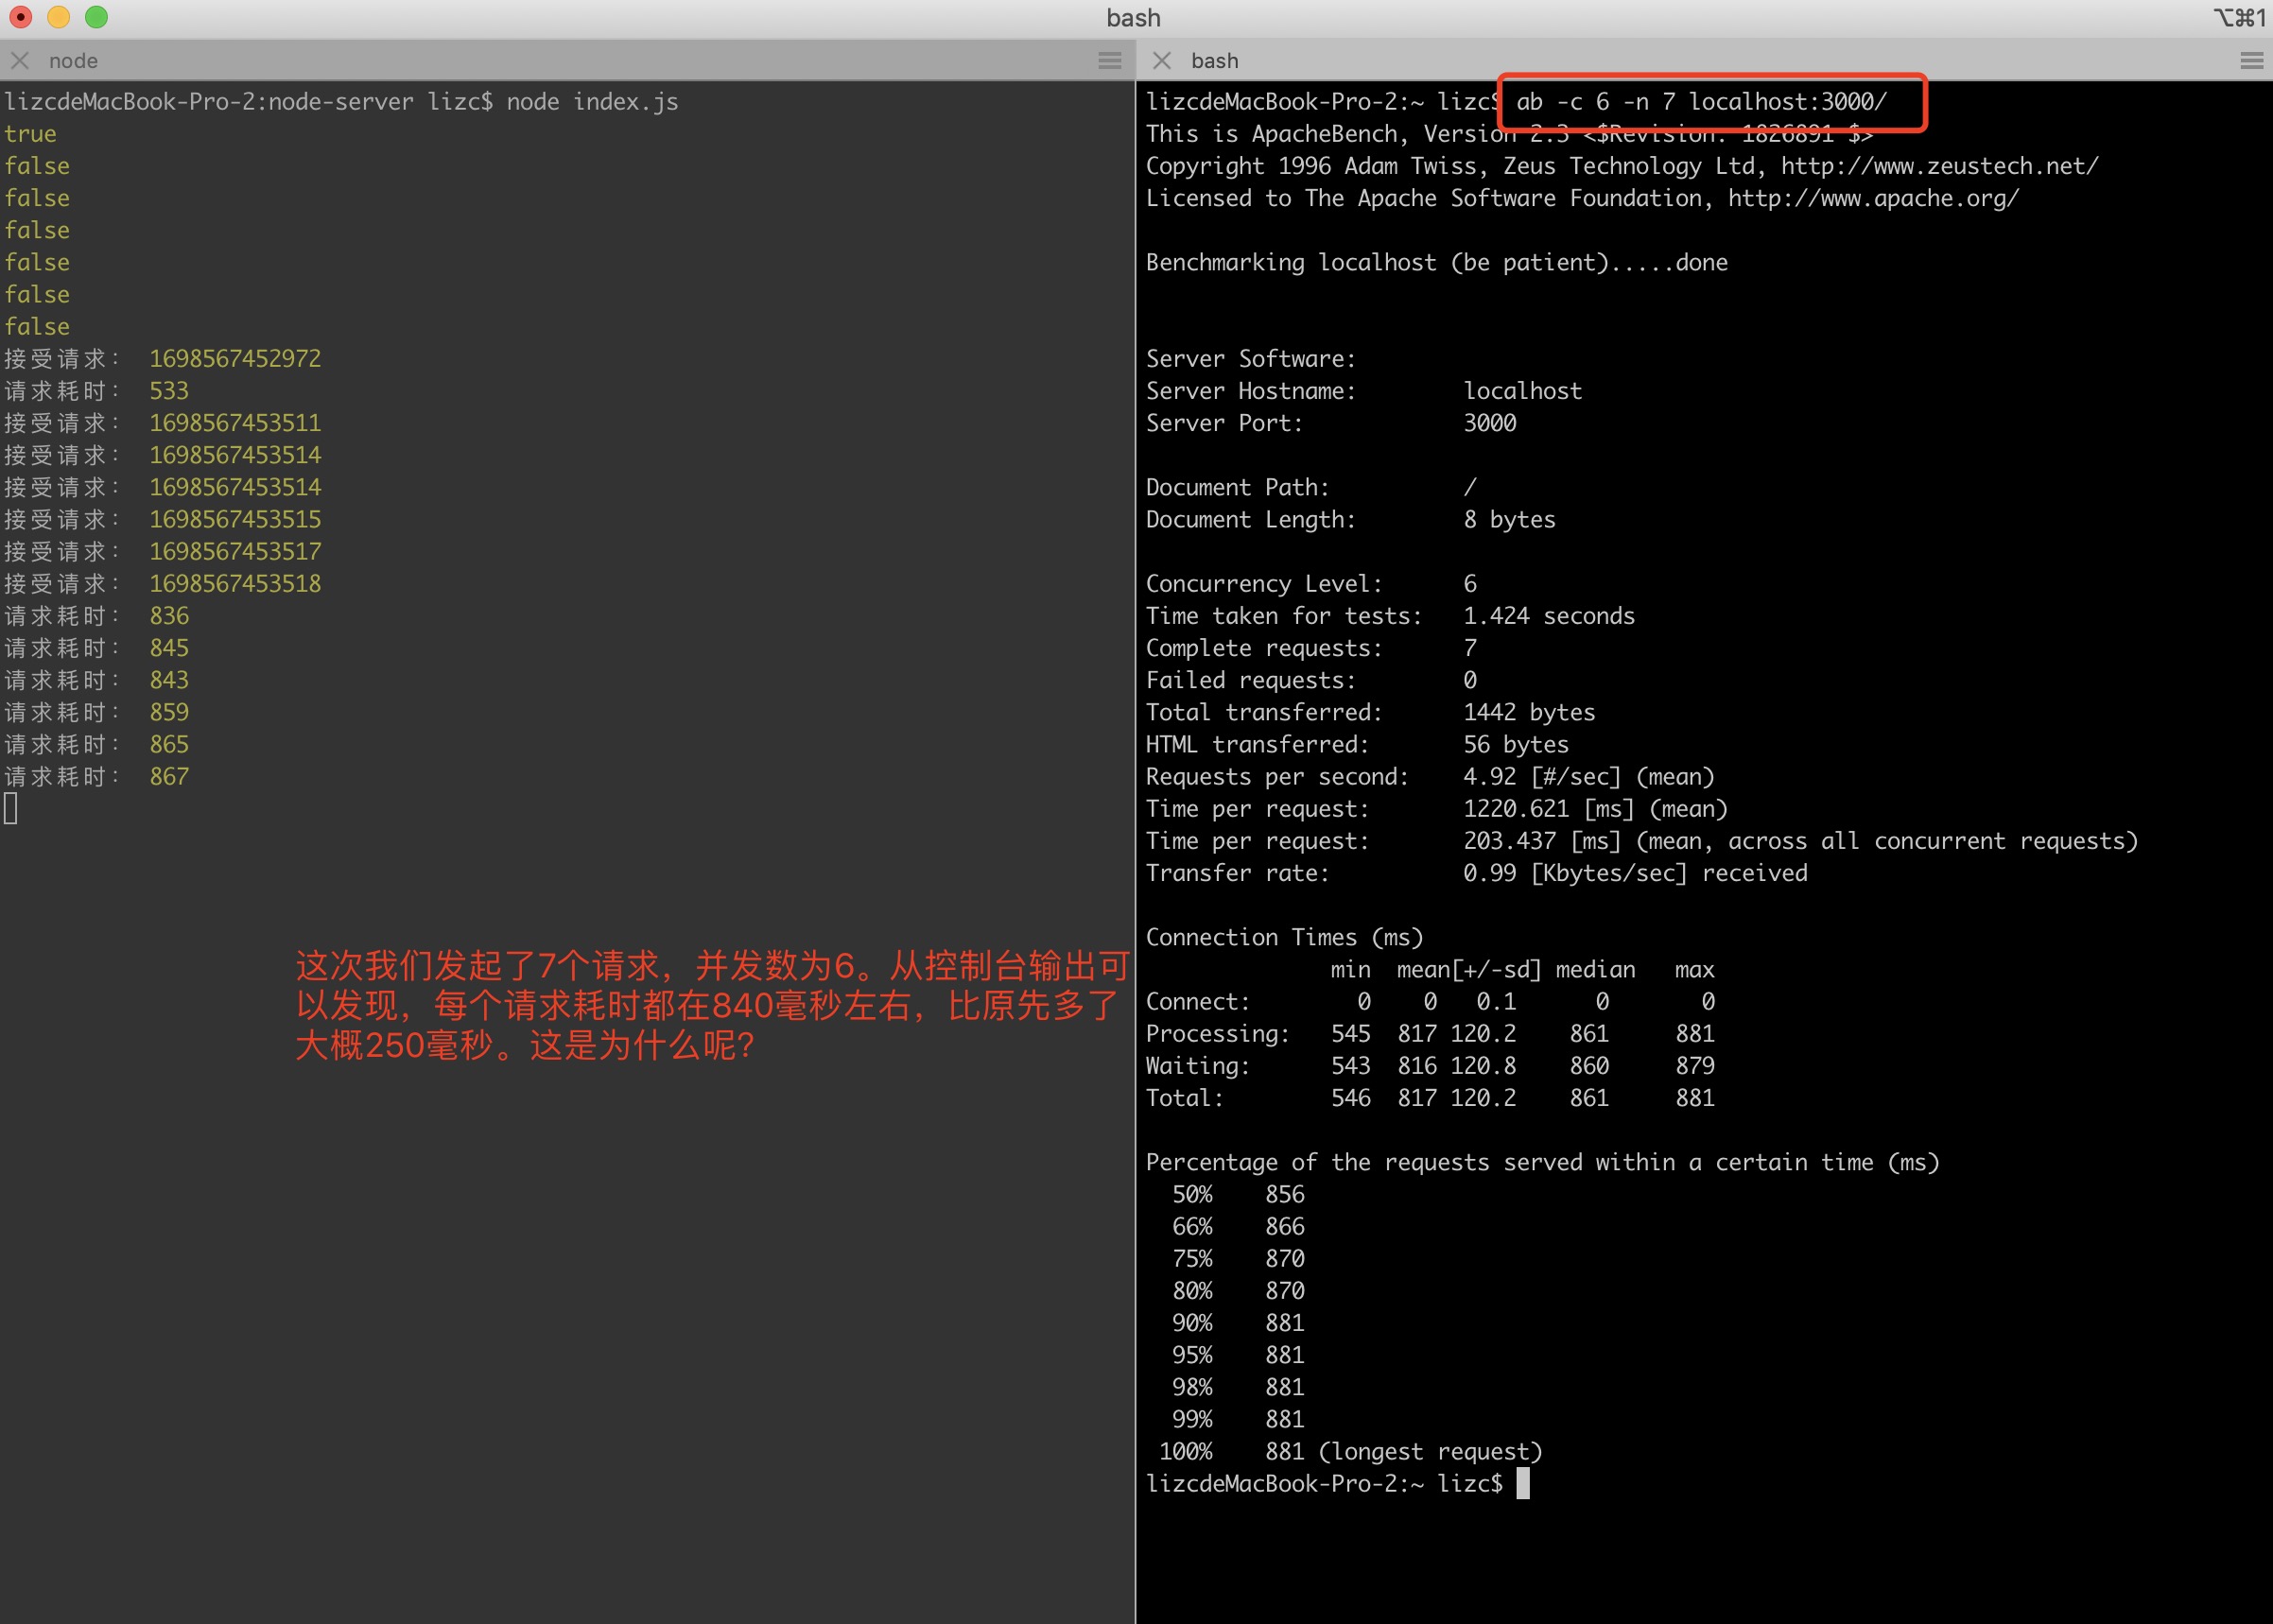 bash
⌥⌘1
node
lizcdeMacBook-Pro-2:node-server lizc$ node index.js
true
false
false
false
false
false
false
接受请求： 1698567452972
请求耗时： 533
接受请求： 1698567453511
接受请求： 1698567453514
接受请求： 1698567453514
接受请求： 1698567453515
接受请求： 1698567453517
接受请求： 1698567453518
请求耗时： 836
请求耗时： 845
请求耗时： 843
请求耗时： 859
请求耗时： 865
请求耗时： 867
这次我们发起了7个请求，并发数为6。从控制台输出可
以发现，每个请求耗时都在840毫秒左右，比原先多了
大概250毫秒。这是为什么呢？
bash
lizcdeMacBook-Pro-2:~ lizc$ ab -c 6 -n 7 localhost:3000/
This is ApacheBench, Version 2.3 <$Revision: 1826891 $>
Copyright 1996 Adam Twiss, Zeus Technology Ltd, http://www.zeustech.net/
Licensed to The Apache Software Foundation, http://www.apache.org/
Benchmarking localhost (be patient).....done
Server Software:
Server Hostname: localhost
Server Port: 3000
Document Path: /
Document Length: 8 bytes
Concurrency Level: 6
Time taken for tests: 1.424 seconds
Complete requests: 7
Failed requests: 0
Total transferred: 1442 bytes
HTML transferred: 56 bytes
Requests per second: 4.92 [#/sec] (mean)
Time per request: 1220.621 [ms] (mean)
Time per request: 203.437 [ms] (mean, across all concurrent requests)
Transfer rate: 0.99 [Kbytes/sec] received
Connection Times (ms)
min mean[+/-sd] median max
Connect: 0 0 0.1 0 0
Processing: 545 817 120.2 861 881
Waiting: 543 816 120.8 860 879
Total: 546 817 120.2 861 881
Percentage of the requests served within a certain time (ms)
50% 856
66% 866
75% 870
80% 870
90% 881
95% 881
98% 881
99% 881
100% 881 (longest request)
lizcdeMacBook-Pro-2:~ lizc$